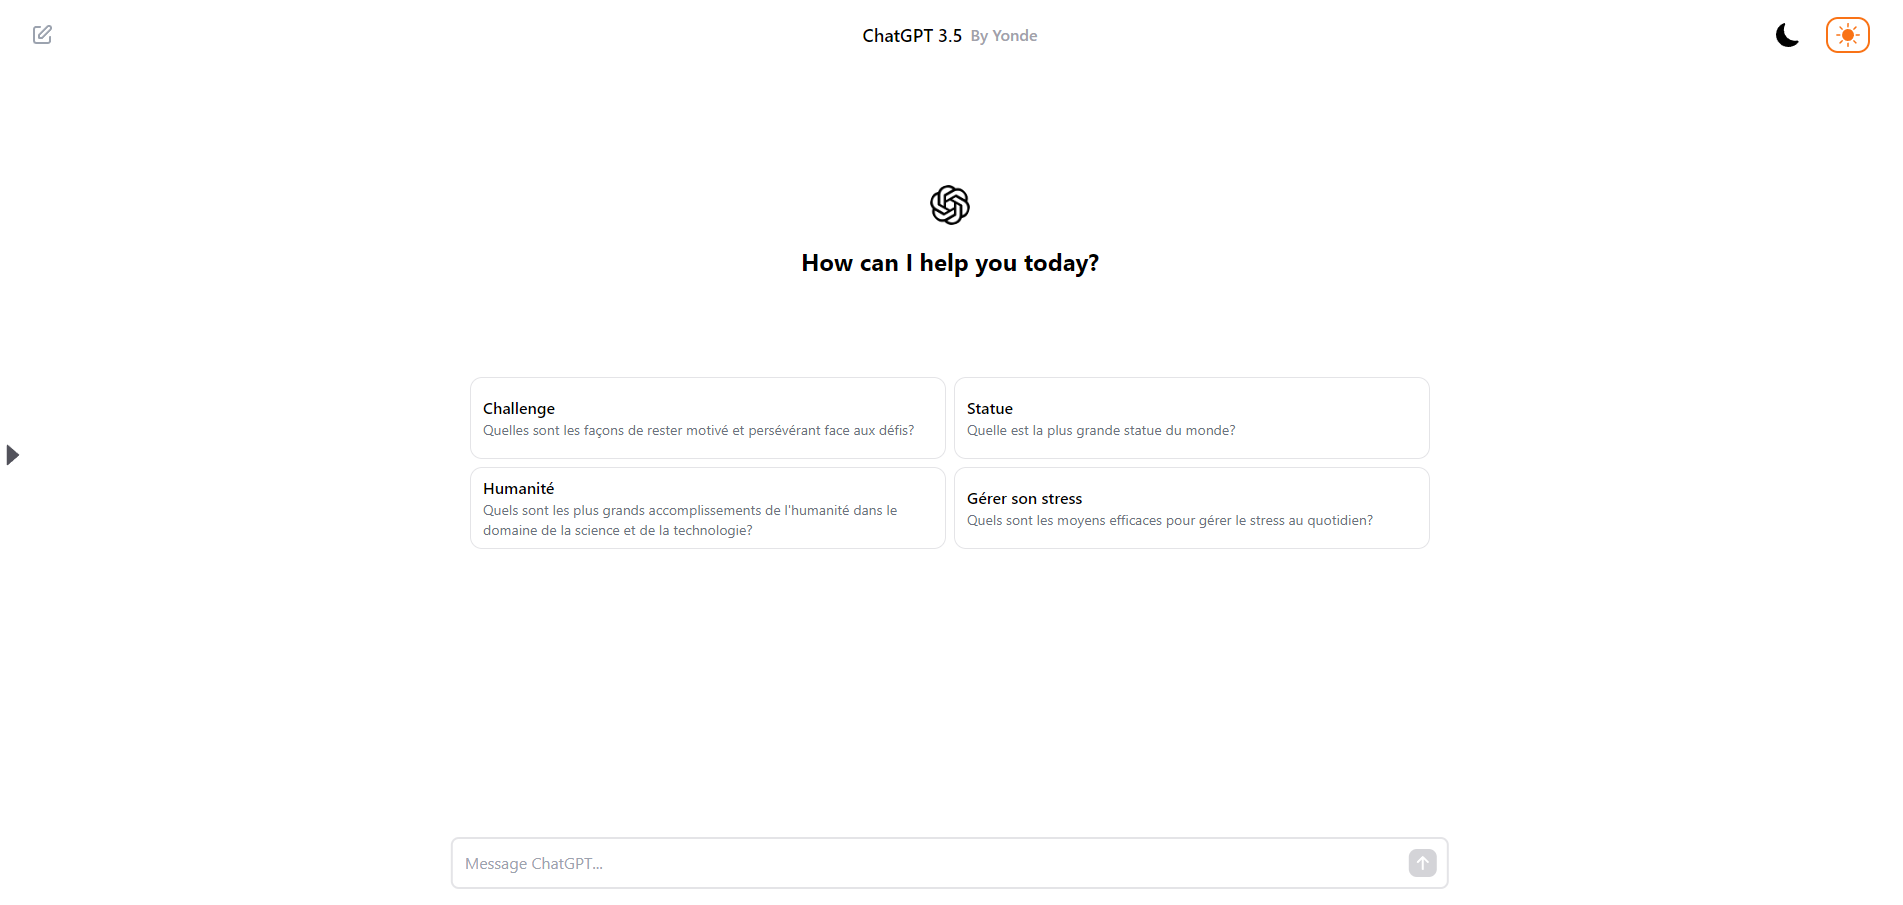 ChatGPT 3.5 By Yonde
How can I help you today?
Challenge
Quelles sont les façons de rester motivé et persévérant face aux défis?
Statue
Quelle est la plus grande statue du monde?
Humanité
Quels sont les plus grands accomplissements de l'humanité dans le
domaine de la science et de la technologie?
Gérer son stress
Quels sont les moyens efficaces pour gérer le stress au quotidien?
Message ChatGPT...